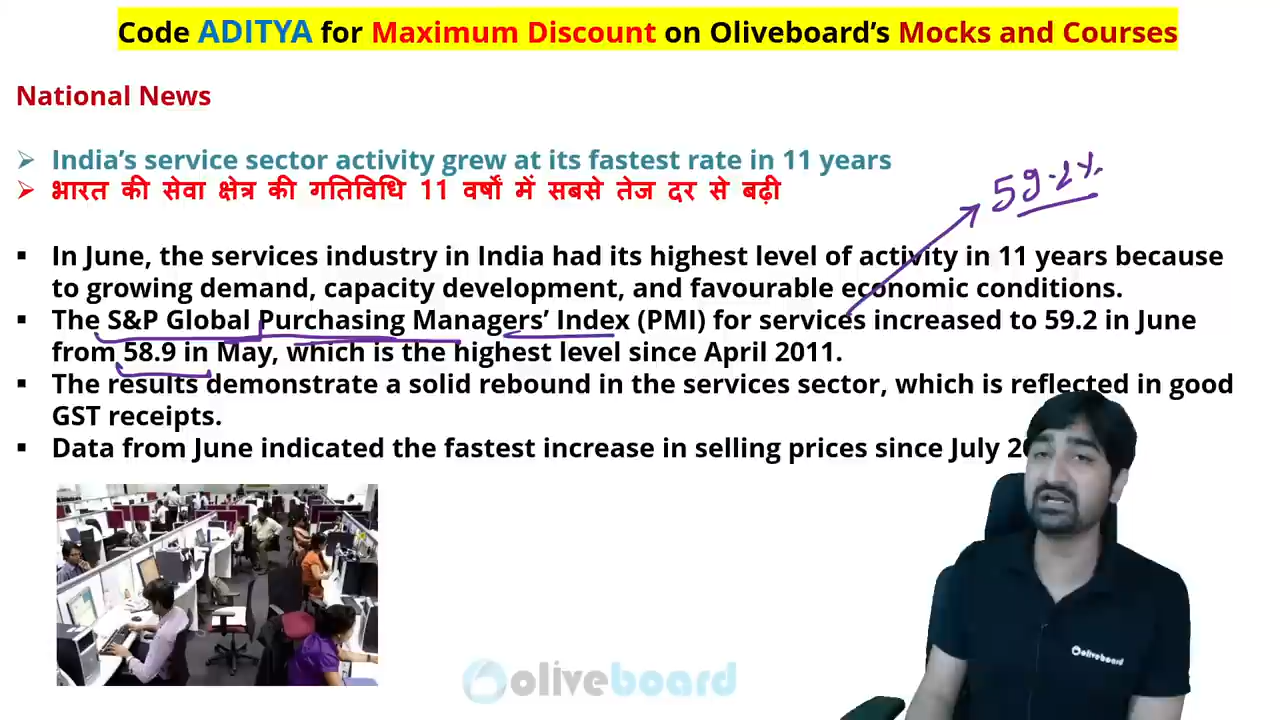 Code ADITYA for Maximum Discount on Oliveboard’s Mocks and Courses
National News
India’s service sector activity grew at its fastest rate in 11 years
भारत की सेवा क्षेत्र की गतिविधि 11 वर्षों में सबसे तेज दर से बढ़ी
59.2%
In June, the services industry in India had its highest level of activity in 11 years because
to growing demand, capacity development, and favourable economic conditions.
The S&P Global Purchasing Managers’ Index (PMI) for services increased to 59.2 in June
from 58.9 in May, which is the highest level since April 2011.
The results demonstrate a solid rebound in the services sector, which is reflected in good
GST receipts.
Data from June indicated the fastest increase in selling prices since July
oliveboard
oliveboard